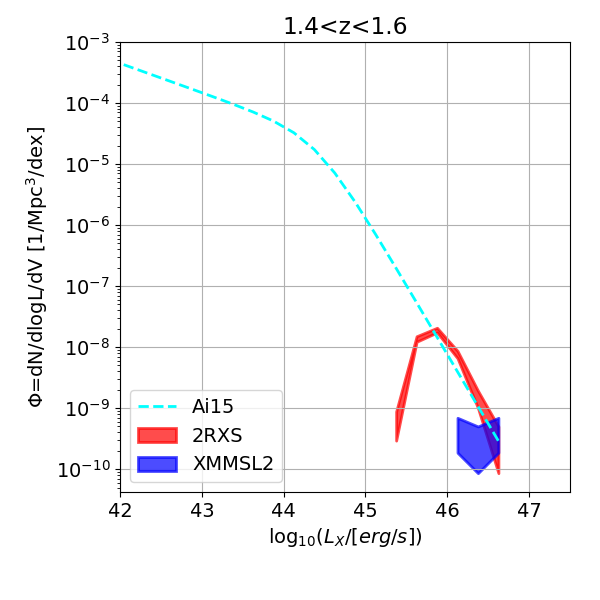 1.4<z<1.6
Φ=dN/dlogL/dV [1/Mpc³/dex]
10⁻³
10⁻⁴
10⁻⁵
10⁻⁶
10⁻⁷
10⁻⁸
10⁻⁹
10⁻¹⁰
Ai15
2RXS
XMMSL2
42 43 44 45 46 47
log₁₀(L_X/[erg/s])